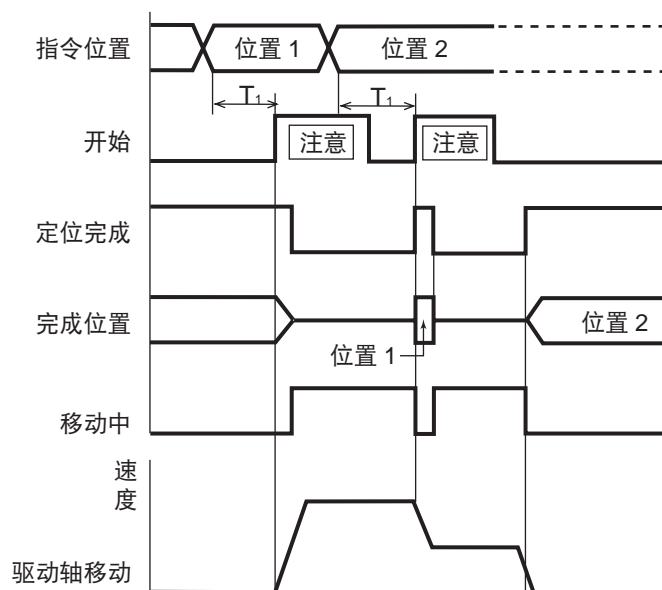 指令位置
位置 1
位置 2
T₁
T₁
开始
注意
注意
定位完成
完成位置
位置 1
位置 2
移动中
速度
驱动轴移动